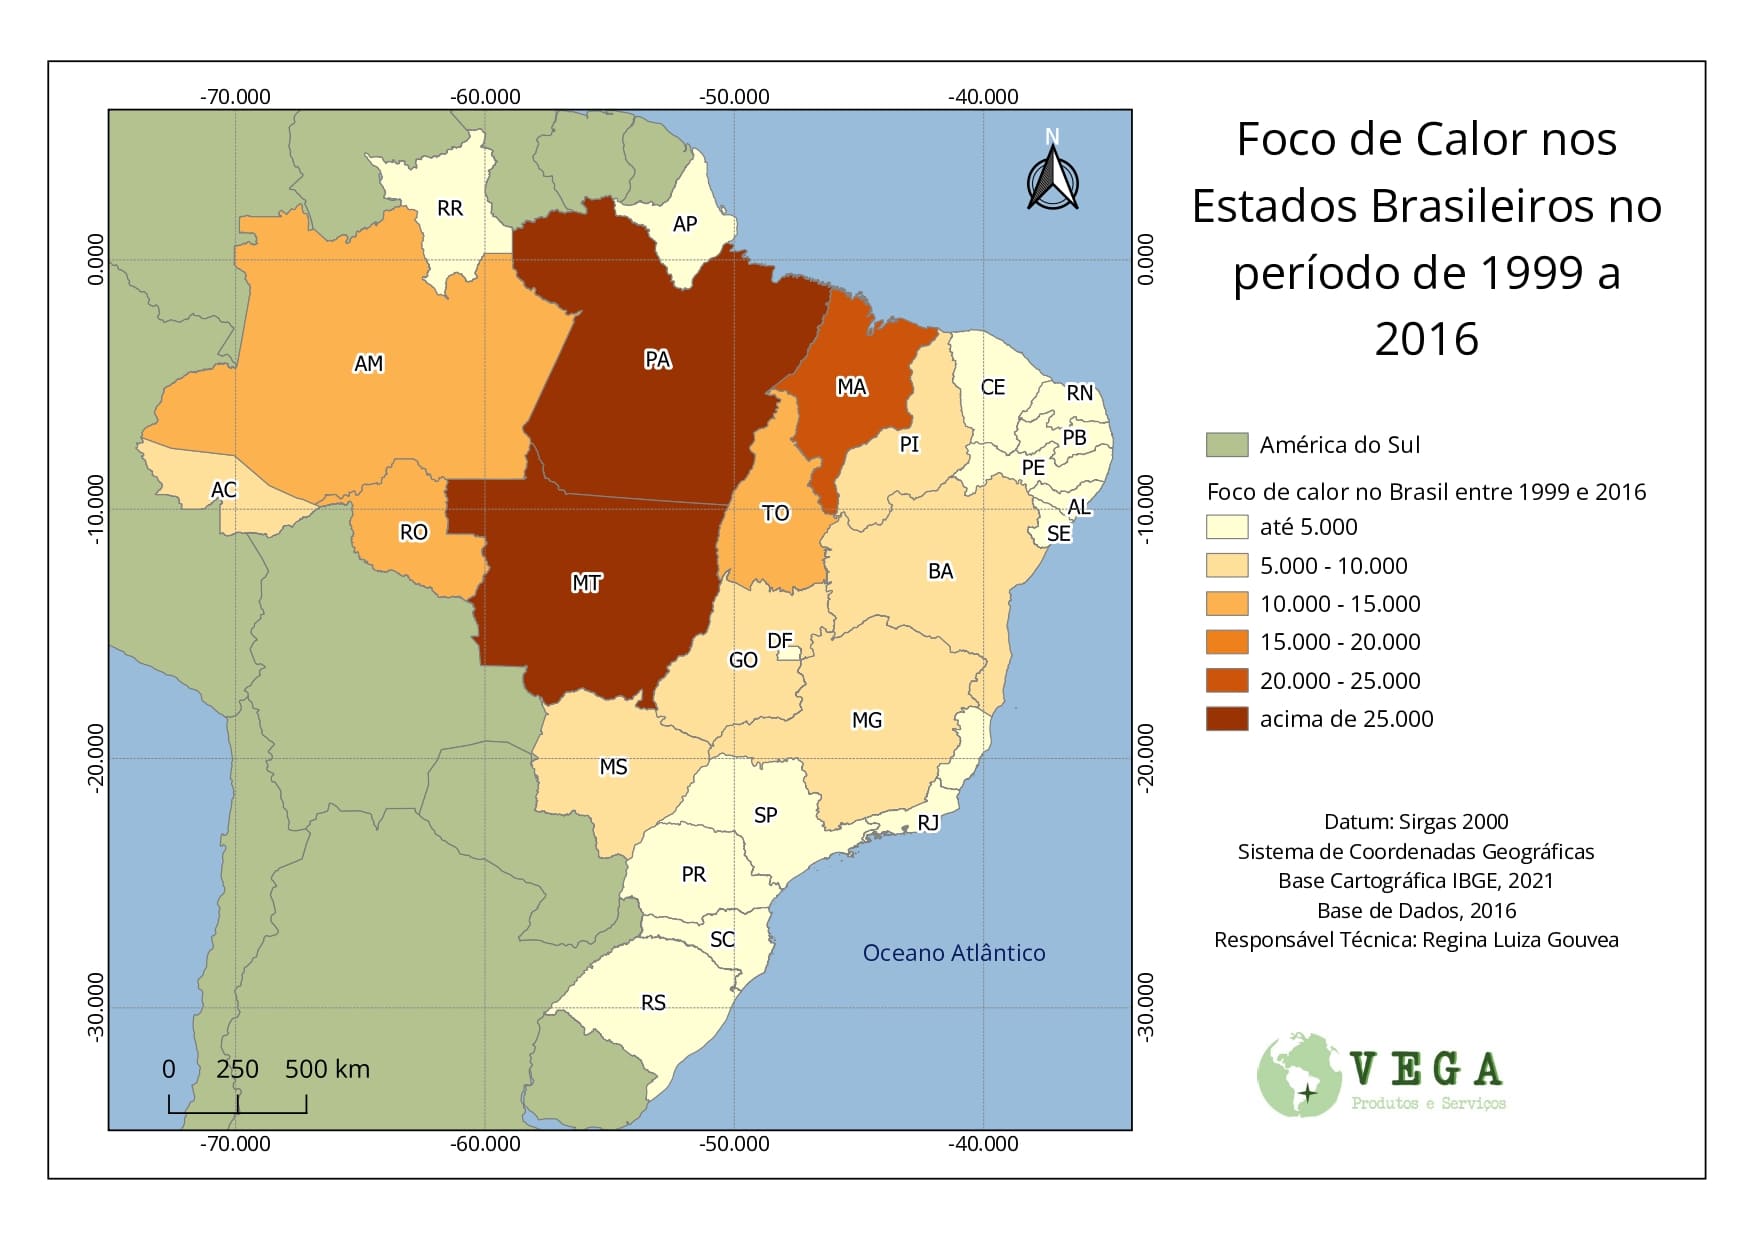 Foco de Calor nos
Estados Brasileiros no
período de 1999 a
2016
-70.000 -60.000 -50.000 -40.000
N
0.000 0.000
-10.000 -10.000
-20.000 -20.000
-30.000 -30.000
RR
AP
AM
PA
MA
CE
RN
PB
PI
PE
AC
AL
TO
RO
SE
BA
MT
DF
GO
MG
MS
SP
RJ
PR
SC
RS
Oceano Atlântico
0 250 500 km
-70.000 -60.000 -50.000 -40.000
América do Sul
Foco de calor no Brasil entre 1999 e 2016
até 5.000
5.000 - 10.000
10.000 - 15.000
15.000 - 20.000
20.000 - 25.000
acima de 25.000
Datum: Sirgas 2000
Sistema de Coordenadas Geográficas
Base Cartográfica IBGE, 2021
Base de Dados, 2016
Responsável Técnica: Regina Luiza Gouvea
VEGA
Produtos e Serviços